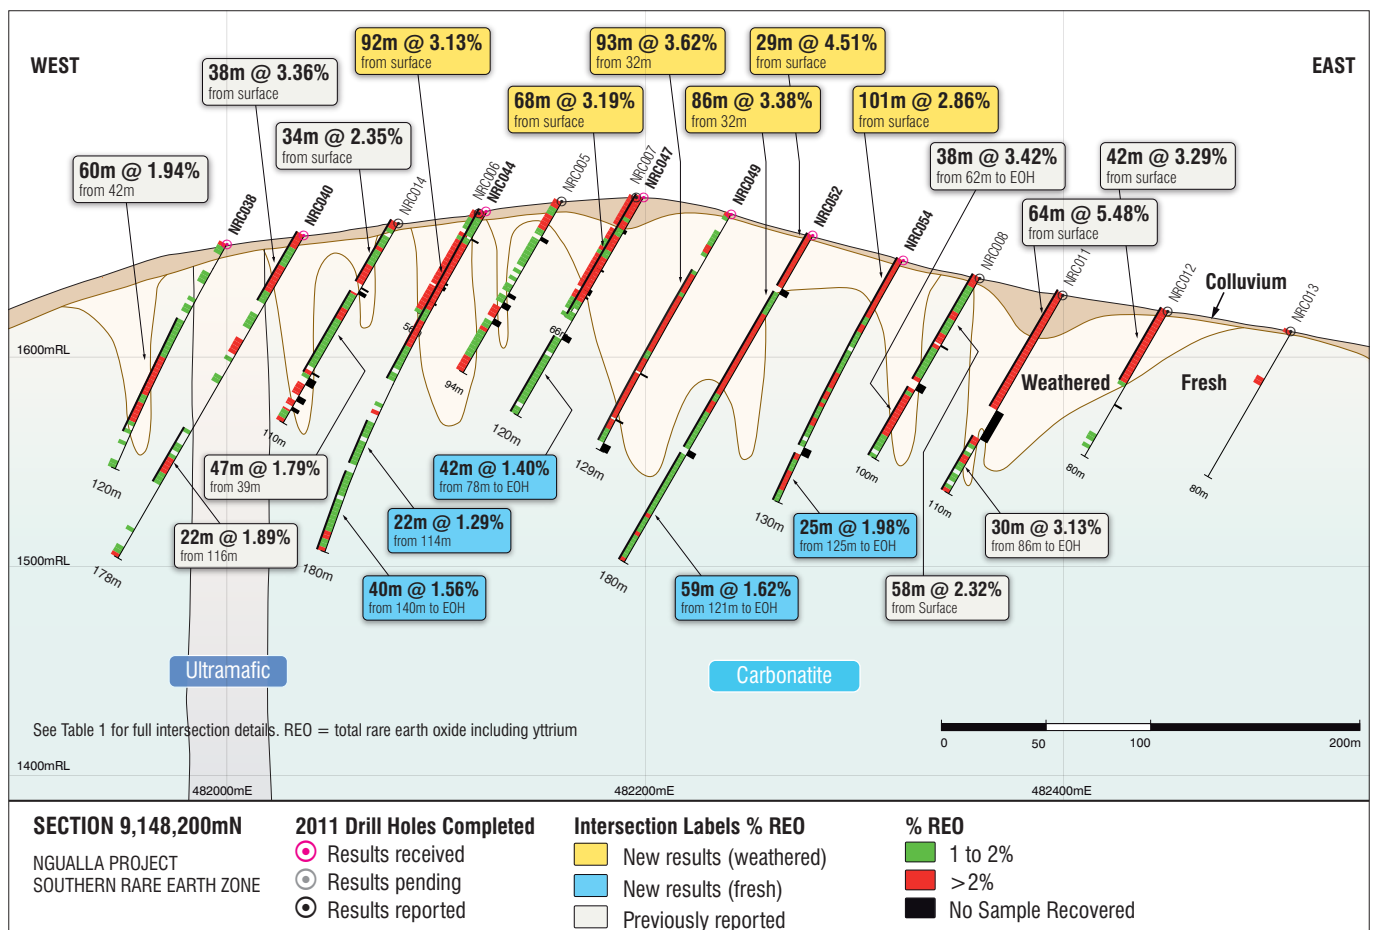 WEST
EAST
92m @ 3.13%
from surface
93m @ 3.62%
from 32m
29m @ 4.51%
from surface
38m @ 3.36%
from surface
68m @ 3.19%
from surface
86m @ 3.38%
from 32m
101m @ 2.86%
from surface
34m @ 2.35%
from surface
38m @ 3.42%
from 62m to EOH
42m @ 3.29%
from surface
60m @ 1.94%
from 42m
64m @ 5.48%
from surface
NRC038
NRC040
NRC014
NRC006
NRC044
NRC005
NRC007
NRC047
NRC049
NRC052
NRC054
NRC008
NRC011
NRC012
NRC013
Colluvium
Weathered
Fresh
1600mRL
56m
66m
94m
110m
120m
129m
120m
100m
80m
80m
110m
130m
178m
180m
180m
47m @ 1.79%
from 39m
42m @ 1.40%
from 78m to EOH
22m @ 1.29%
from 114m
22m @ 1.89%
from 116m
25m @ 1.98%
from 125m to EOH
30m @ 3.13%
from 86m to EOH
1500mRL
40m @ 1.56%
from 140m to EOH
59m @ 1.62%
from 121m to EOH
58m @ 2.32%
from Surface
Ultramafic
Carbonatite
See Table 1 for full intersection details. REO = total rare earth oxide including yttrium
0
50
100
200m
1400mRL
482000mE
482200mE
482400mE
SECTION 9,148,200mN
NGUALLA PROJECT
SOUTHERN RARE EARTH ZONE
2011 Drill Holes Completed
Results received
Results pending
Results reported
Intersection Labels % REO
New results (weathered)
New results (fresh)
Previously reported
% REO
1 to 2%
>2%
No Sample Recovered